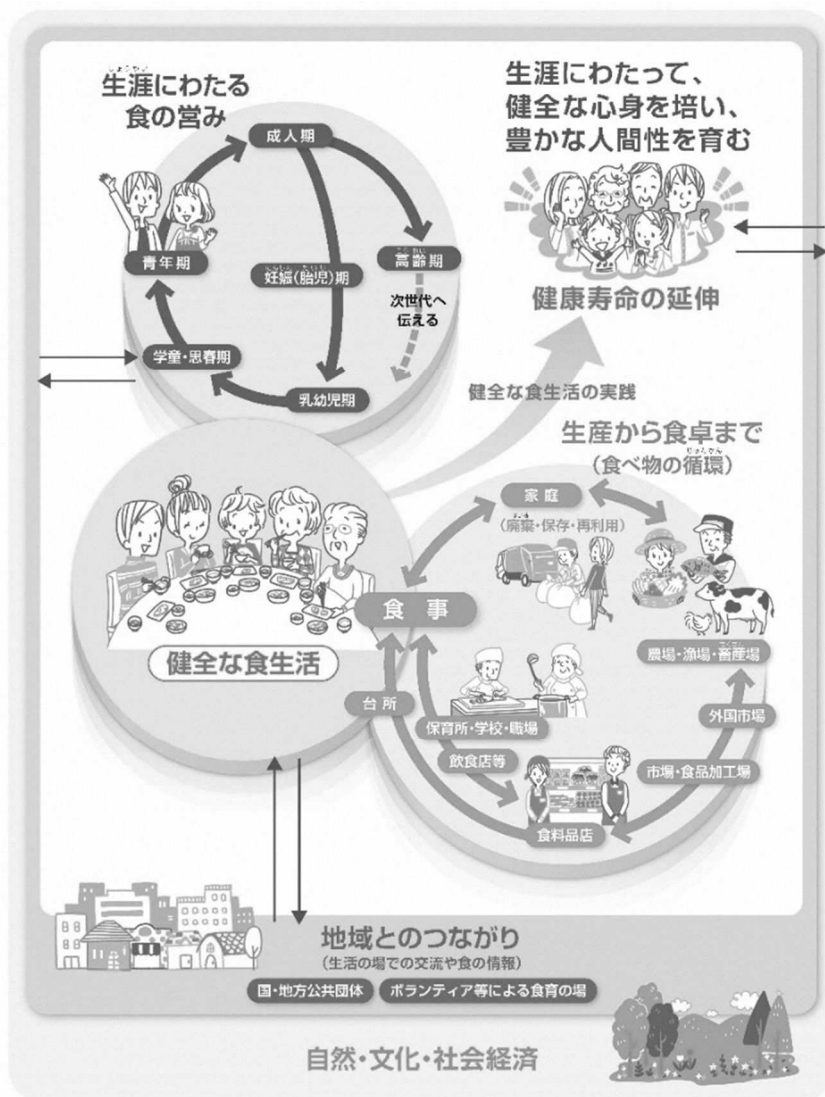 生涯にわたる
食の営み
成人期
青年期
妊娠(胎児)期
高齢期
次世代へ
伝える
学童・思春期
乳幼児期
生涯にわたって、
健全な心身を培い、
豊かな人間性を育む
健康寿命の延伸
健全な食生活の実践
生産から食卓まで
(食べ物の循環)
家庭
(廃棄・保存・再利用)
食事
健全な食生活
農場・漁場・畜産場
台所
保育所・学校・職場
外国市場
飲食店等
市場・食品加工場
食料品店
地域とのつながり
(生活の場での交流や食の情報)
国・地方公共団体
ボランティア等による食育の場
自然・文化・社会経済